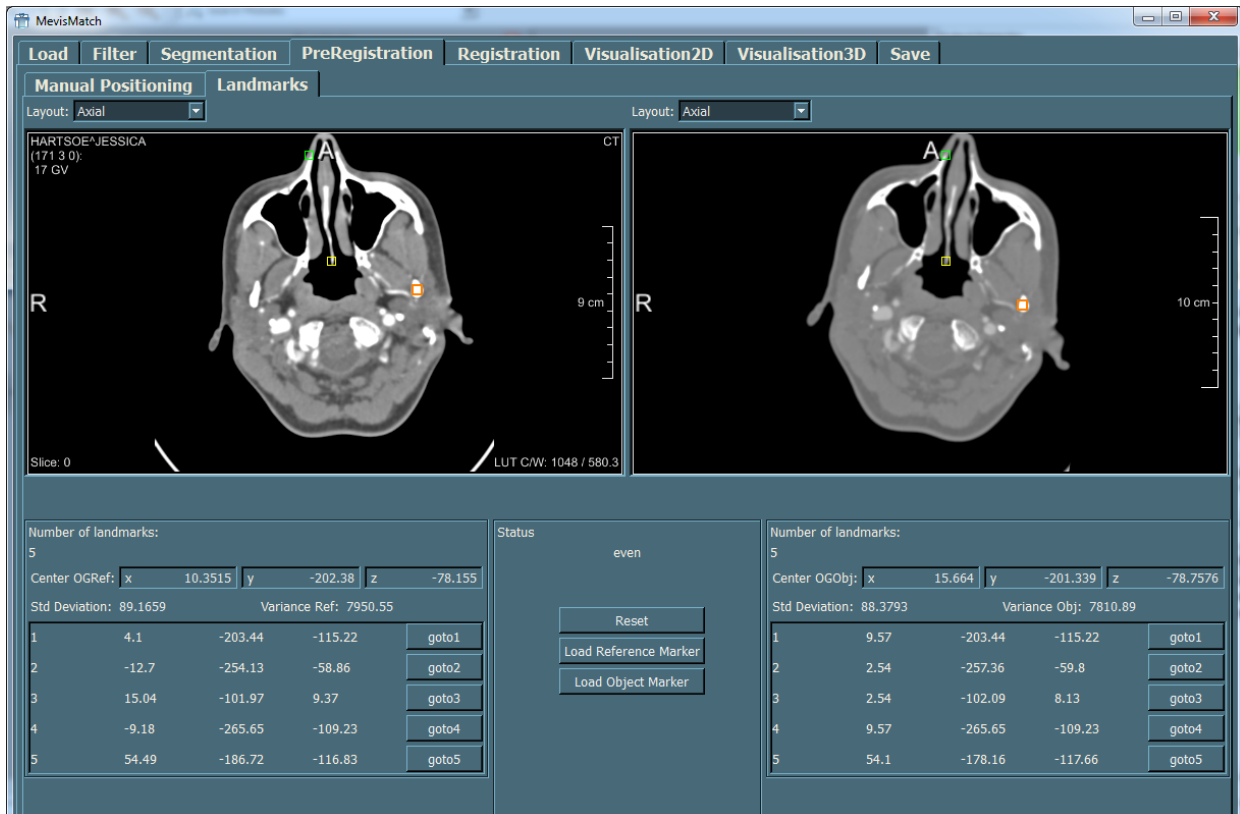 MevisMatch
Load Filter Segmentation PreRegistration Registration Visualisation2D Visualisation3D Save
Manual Positioning Landmarks
Layout: Axial
Layout: Axial
HARTSOE^JESSICA
(171 3 0):
17 GV
CT
A
R
9 cm
Slice: 0
LUT C/W: 1048 / 580.3
A
R
10 cm
Number of landmarks:
5
Center OGRef: x 10.3515 y -202.38 z -78.155
Std Deviation: 89.1659 Variance Ref: 7950.55
1 4.1 -203.44 -115.22 goto1
2 -12.7 -254.13 -58.86 goto2
3 15.04 -101.97 9.37 goto3
4 -9.18 -265.65 -109.23 goto4
5 54.49 -186.72 -116.83 goto5
Status
even
Reset
Load Reference Marker
Load Object Marker
Number of landmarks:
5
Center OGObj: x 15.664 y -201.339 z -78.7576
Std Deviation: 88.3793 Variance Obj: 7810.89
1 9.57 -203.44 -115.22 goto1
2 2.54 -257.36 -59.8 goto2
3 2.54 -102.09 8.13 goto3
4 9.57 -265.65 -109.23 goto4
5 54.1 -178.16 -117.66 goto5